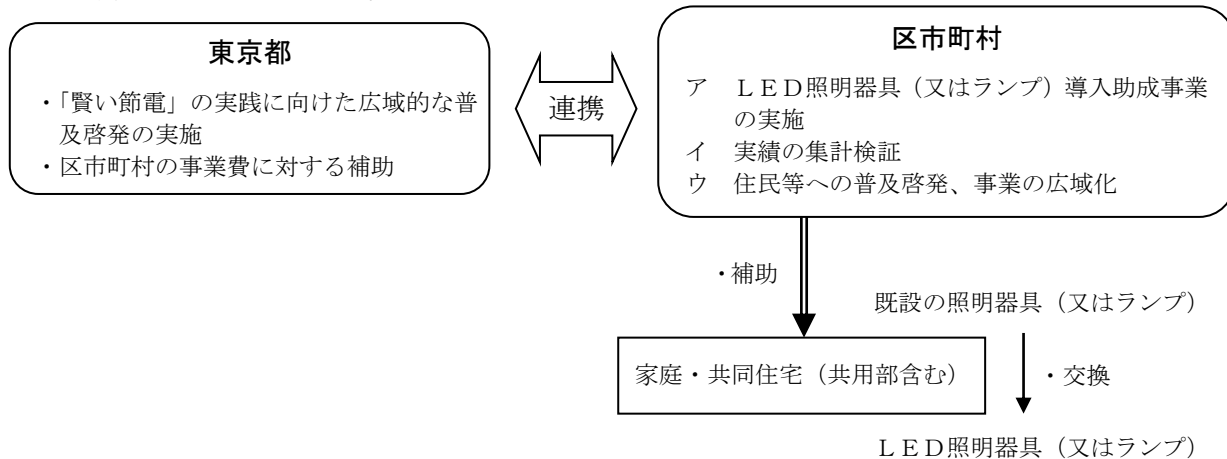 東京都
・「賢い節電」の実践に向けた広域的な普
及啓発の実施
・区市町村の事業費に対する補助
連携
区市町村
ア　ＬＥＤ照明器具（又はランプ）導入助成事業
の実施
イ　実績の集計検証
ウ　住民等への普及啓発、事業の広域化
・補助
既設の照明器具（又はランプ）
家庭・共同住宅（共用部含む）
・交換
ＬＥＤ照明器具（又はランプ）